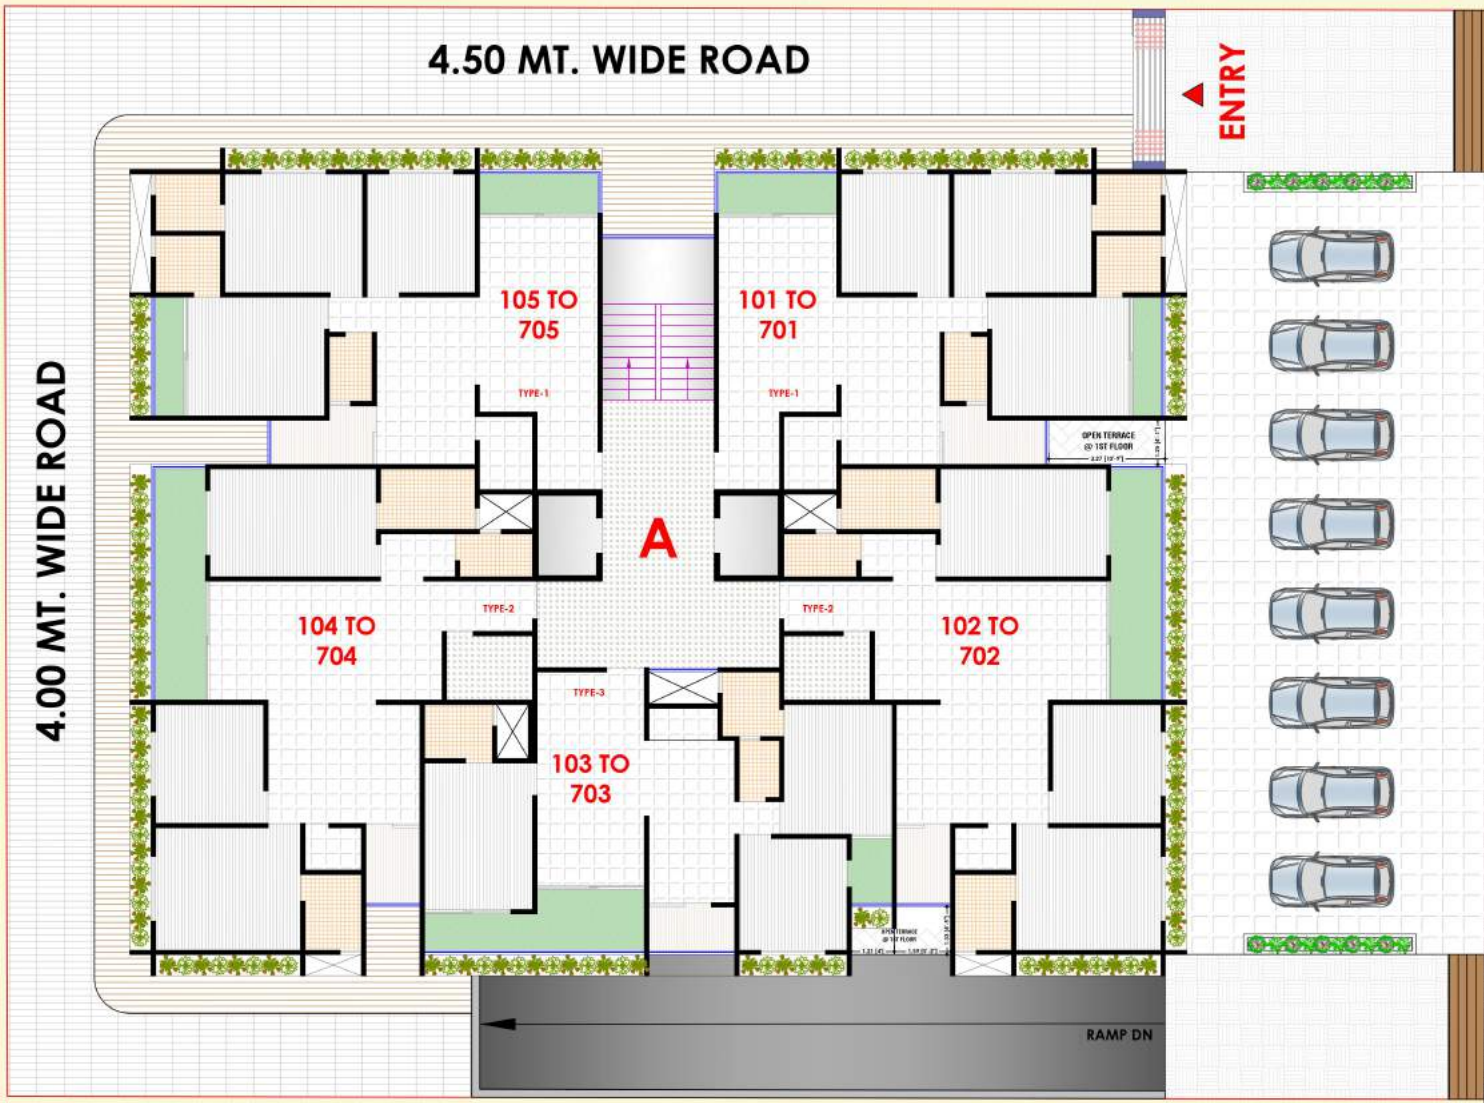 4.50 MT. WIDE ROAD
ENTRY
4.00 MT. WIDE ROAD
105 TO
705
TYPE-1
101 TO
701
TYPE-1
OPEN TERRACE
@ 1ST FLOOR
A
TYPE-2
104 TO
704
TYPE-2
102 TO
702
TYPE-3
103 TO
703
OPEN TERRACE
@ 1ST FLOOR
RAMP DN